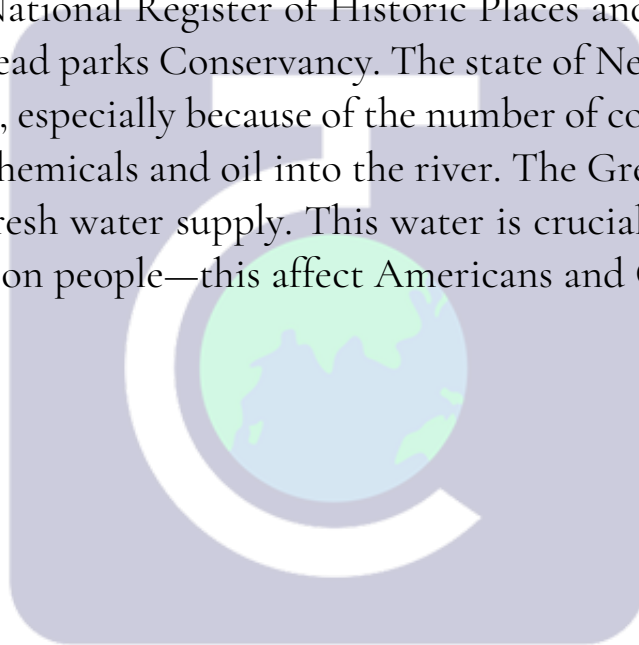 National Register of Historic Places and
ead parks Conservancy. The state of Ne
, especially because of the number of co
hemicals and oil into the river. The Gre
resh water supply. This water is crucial
on people—this affect Americans and